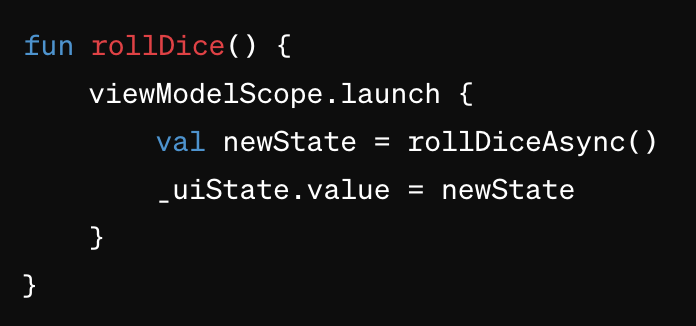 fun rollDice() {
    viewModelScope.launch {
        val newState = rollDiceAsync()
        _uiState.value = newState
    }
}